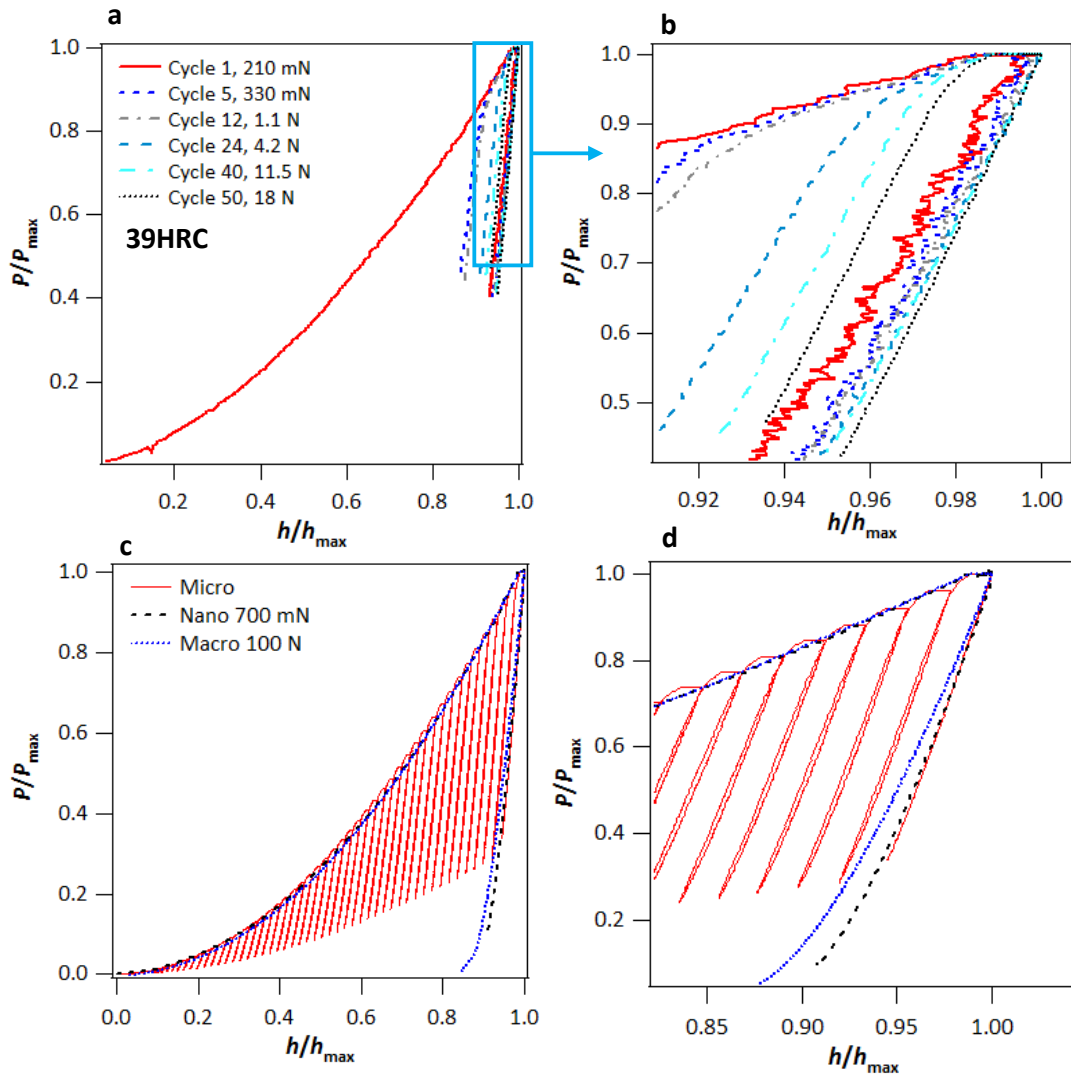 a
1.0
0.8
0.6
0.4
0.2
P/Pmax
Cycle 1, 210 mN
Cycle 5, 330 mN
Cycle 12, 1.1 N
Cycle 24, 4.2 N
Cycle 40, 11.5 N
Cycle 50, 18 N
39HRC
0.2 0.4 0.6 0.8 1.0
h/hmax
b
1.0
0.9
0.8
0.7
0.6
0.5
P/Pmax
0.92 0.94 0.96 0.98 1.00
h/hmax
c
1.0
0.8
0.6
0.4
0.2
0.0
P/Pmax
Micro
Nano 700 mN
Macro 100 N
0.0 0.2 0.4 0.6 0.8 1.0
h/hmax
d
1.0
0.8
0.6
0.4
0.2
P/Pmax
0.85 0.90 0.95 1.00
h/hmax